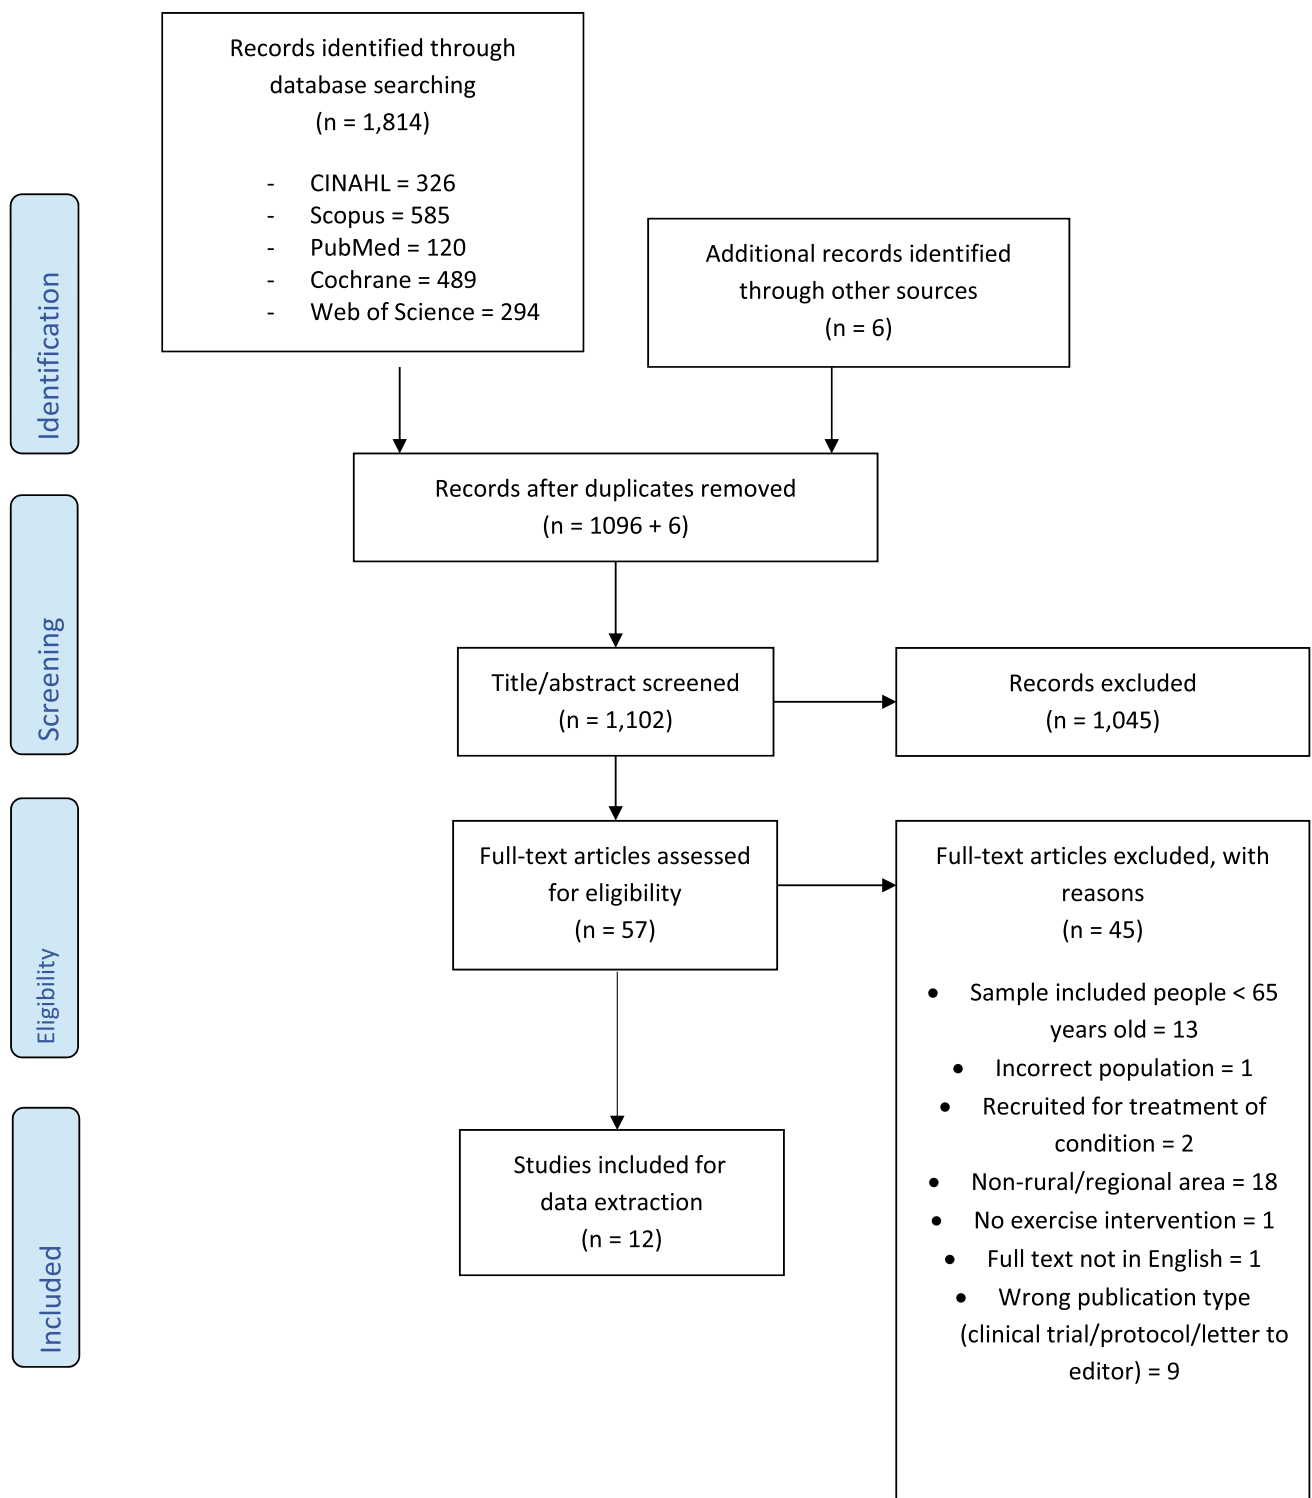 Records identified through
database searching
(n = 1,814)
- CINAHL = 326
- Scopus = 585
- PubMed = 120
- Cochrane = 489
- Web of Science = 294
Additional records identified
through other sources
(n = 6)
Identification
Records after duplicates removed
(n = 1096 + 6)
Screening
Title/abstract screened
(n = 1,102)
Records excluded
(n = 1,045)
Eligibility
Full-text articles assessed
for eligibility
(n = 57)
Full-text articles excluded, with
reasons
(n = 45)
• Sample included people < 65
years old = 13
• Incorrect population = 1
• Recruited for treatment of
condition = 2
• Non-rural/regional area = 18
• No exercise intervention = 1
• Full text not in English = 1
• Wrong publication type
(clinical trial/protocol/letter to
editor) = 9
Included
Studies included for
data extraction
(n = 12)